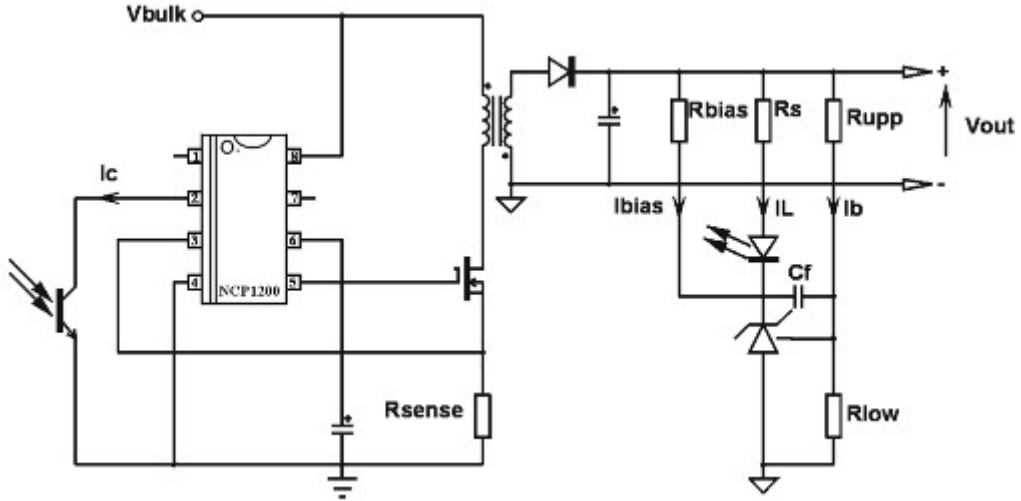 Vbulk
+
Rbias
Rs
Rupp
Vout
1
8
Ic
2
7
-
Ibias
IL
Ib
3
6
4
5
NCP1200
Cf
+
Rsense
Rlow
+